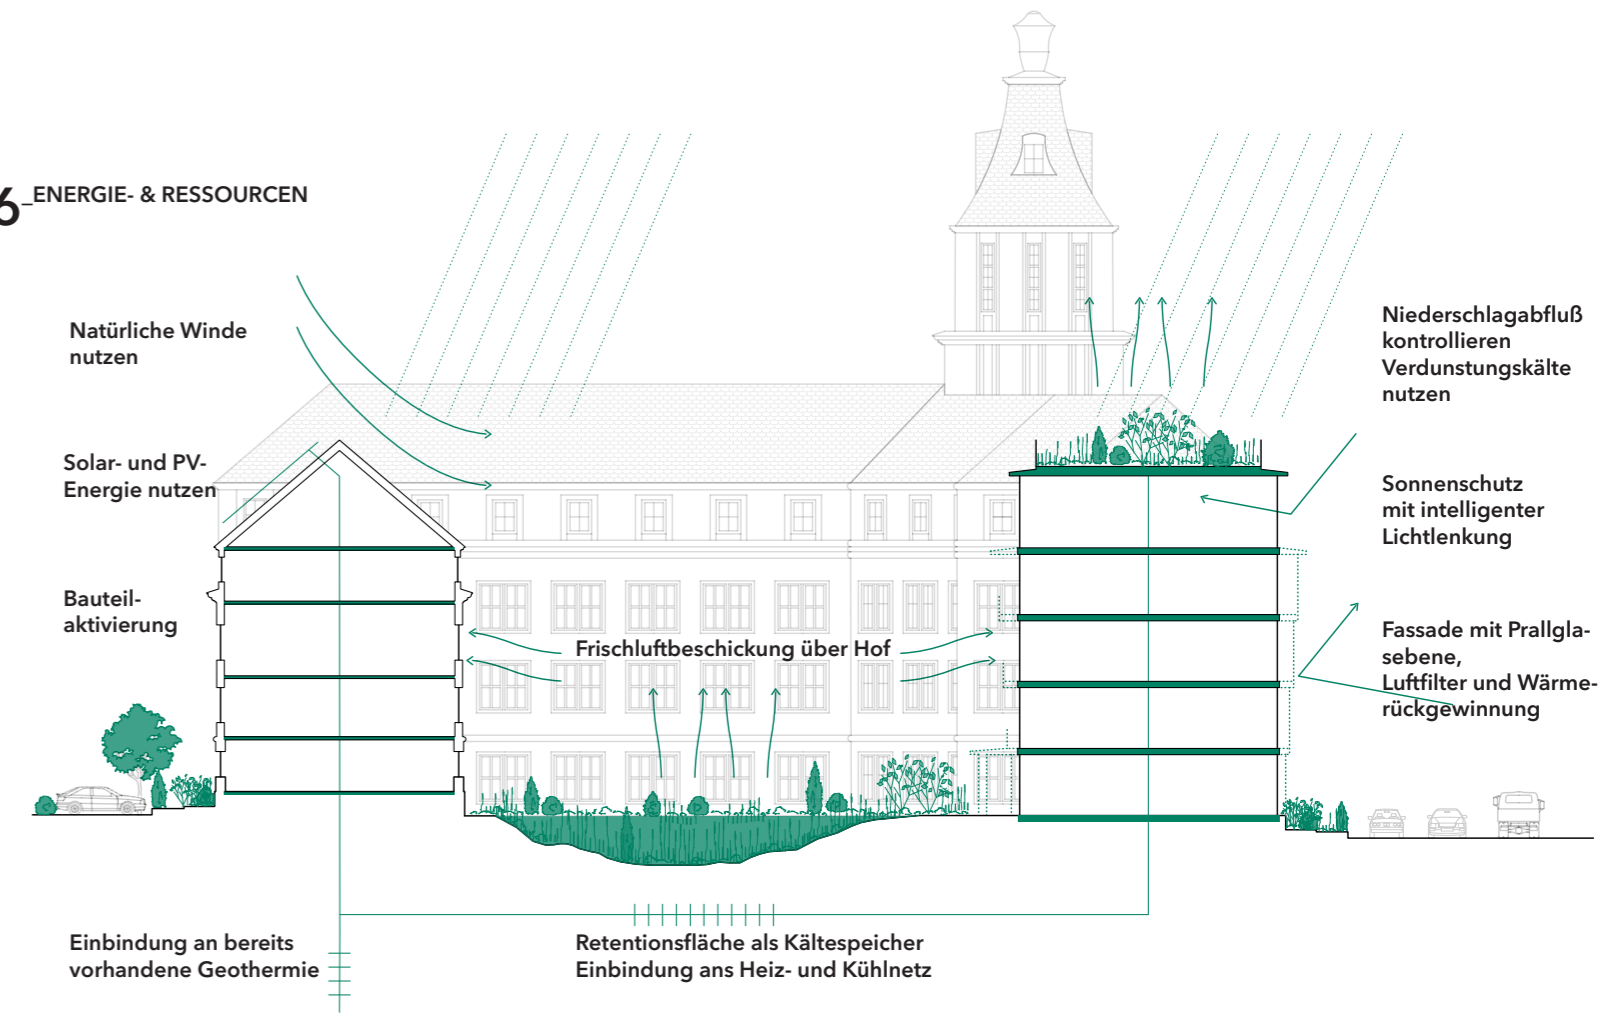 6_ENERGIE- & RESSOURCEN
Natürliche Winde
nutzen
Solar- und PV-
Energie nutzen
Bauteil-
aktivierung
Frischluftbeschickung über Hof
Niederschlagabfluß
kontrollieren
Verdunstungskälte
nutzen
Sonnenschutz
mit intelligenter
Lichtlenkung
Fassade mit Prallgla-
sebene,
Luftfilter und Wärme-
rückgewinnung
Einbindung an bereits
vorhandene Geothermie
Retentionsfläche als Kältespeicher
Einbindung ans Heiz- und Kühlnetz